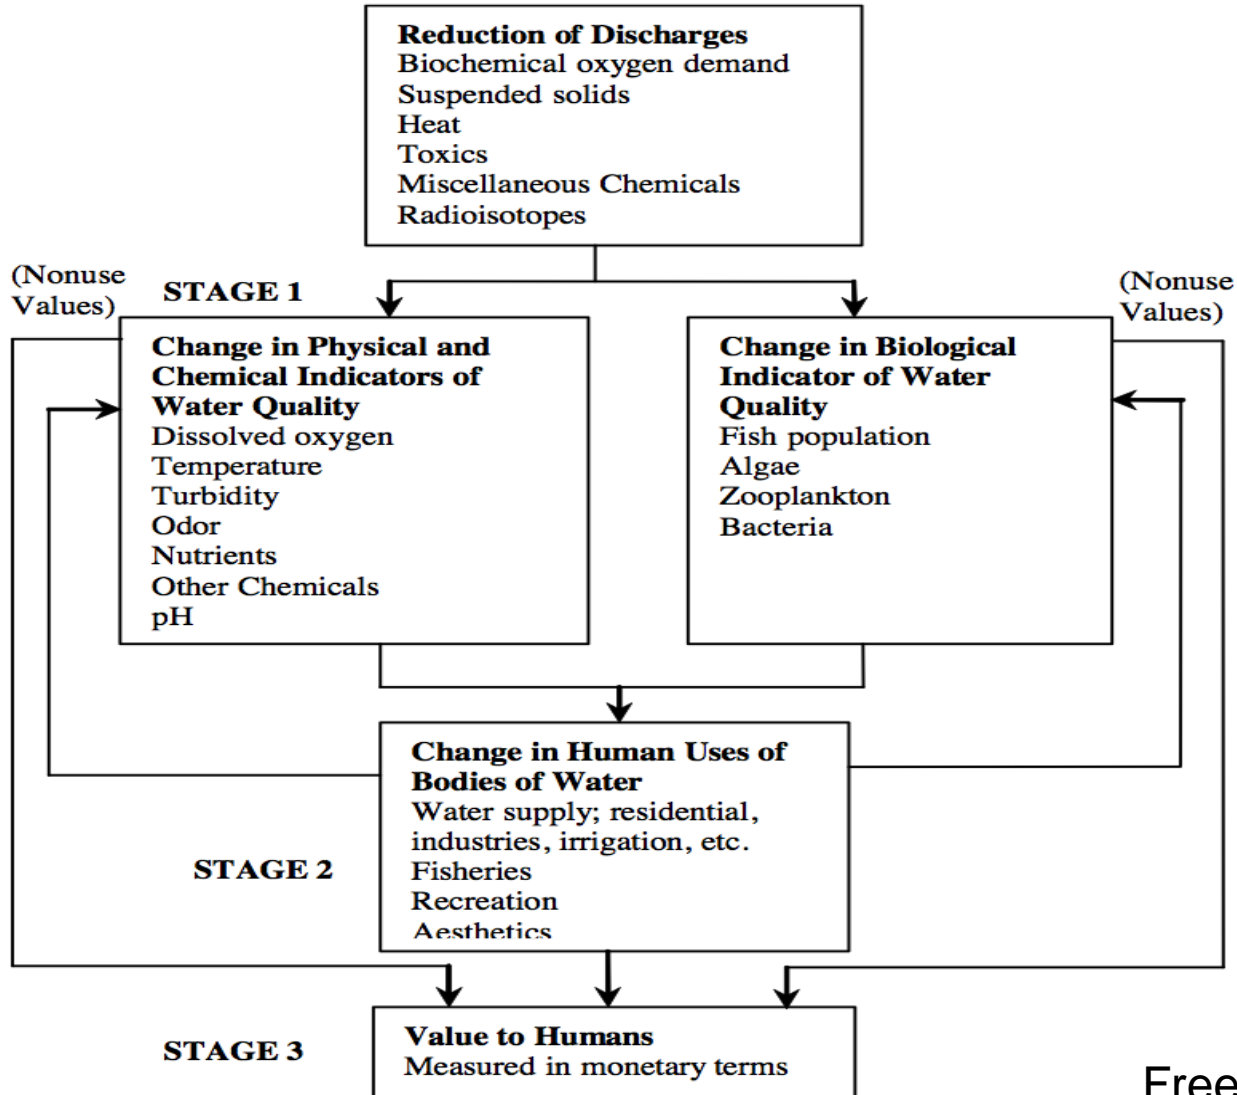 Reduction of Discharges
Biochemical oxygen demand
Suspended solids
Heat
Toxics
Miscellaneous Chemicals
Radioisotopes
(Nonuse
Values)
STAGE 1
(Nonuse
Values)
Change in Physical and
Chemical Indicators of
Water Quality
Dissolved oxygen
Temperature
Turbidity
Odor
Nutrients
Other Chemicals
pH
Change in Biological
Indicator of Water
Quality
Fish population
Algae
Zooplankton
Bacteria
Change in Human Uses of
Bodies of Water
Water supply; residential,
industries, irrigation, etc.
Fisheries
Recreation
Aesthetics
STAGE 2
STAGE 3
Value to Humans
Measured in monetary terms
Free